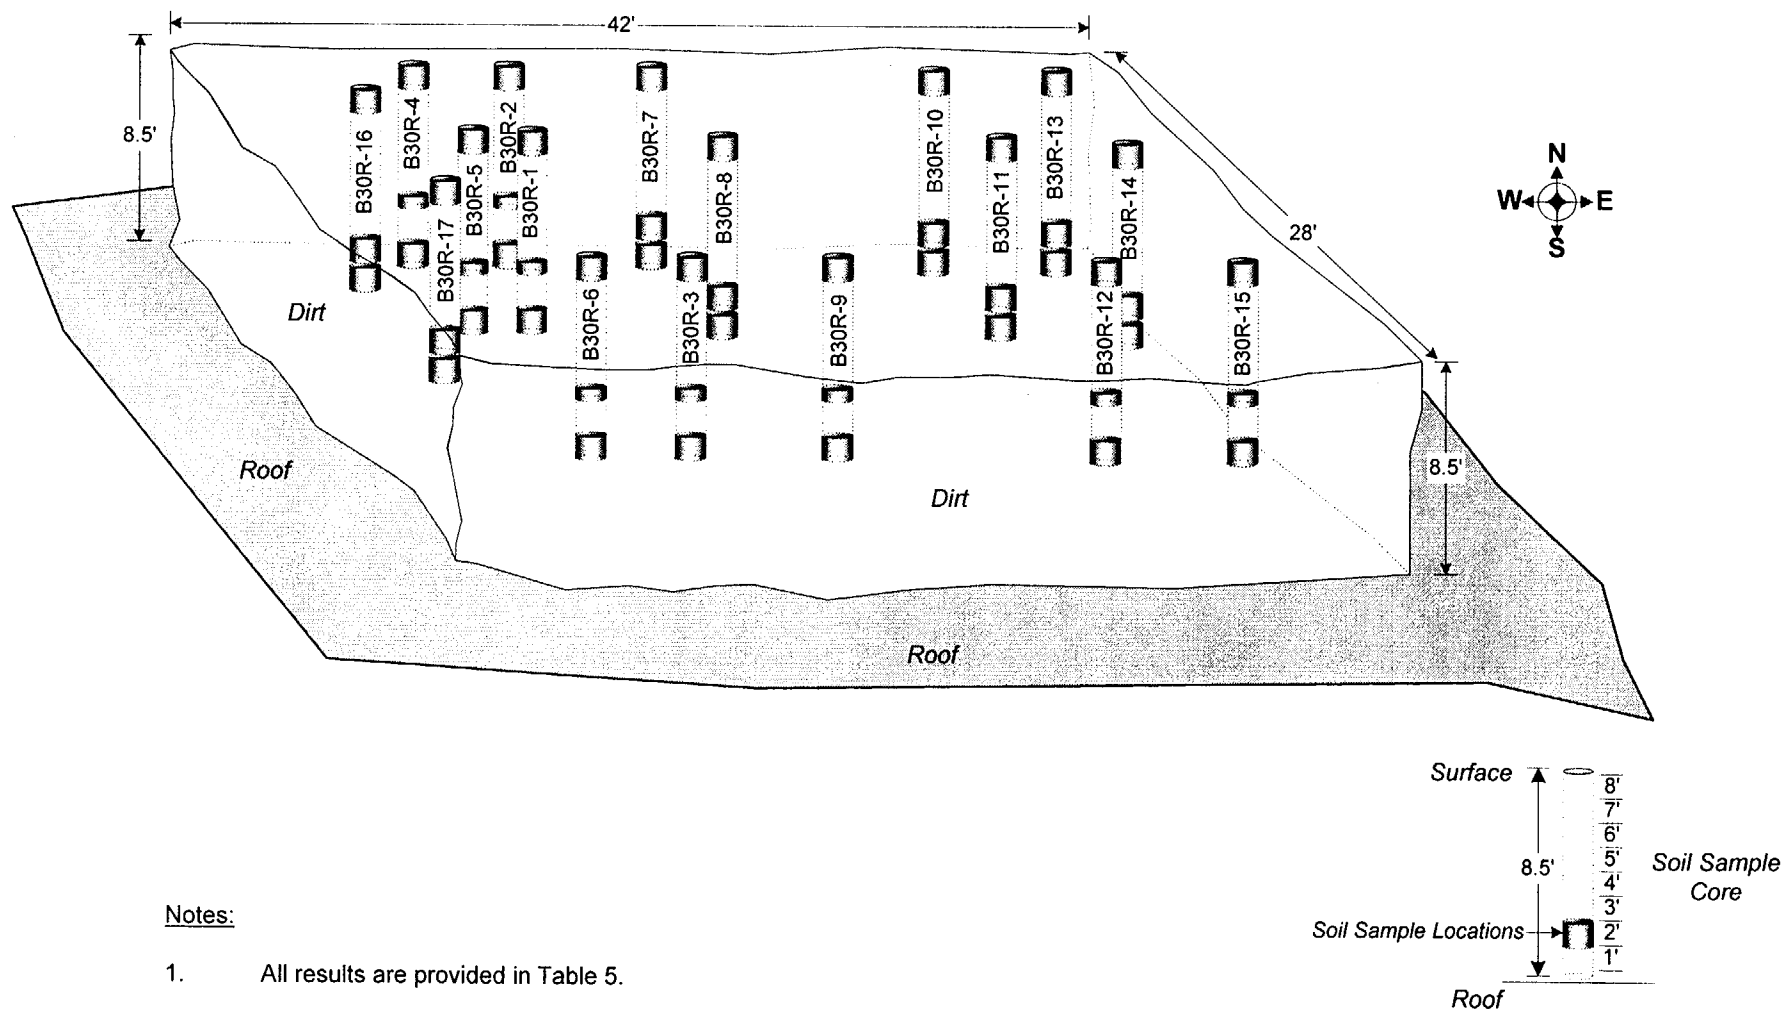 42'
8.5'
B30R-16
B30R-4
B30R-17
B30R-5
B30R-2
B30R-1
B30R-7
B30R-8
B30R-10
B30R-11
B30R-13
B30R-14
N
W E
S
28'
B30R-6
B30R-3
B30R-9
B30R-12
B30R-15
Dirt
Roof
Dirt
8.5'
Roof
Surface
8'
7'
6'
5'
4'
3'
2'
1'
8.5'
Soil Sample
Core
Soil Sample Locations
Roof
Notes:
1. All results are provided in Table 5.